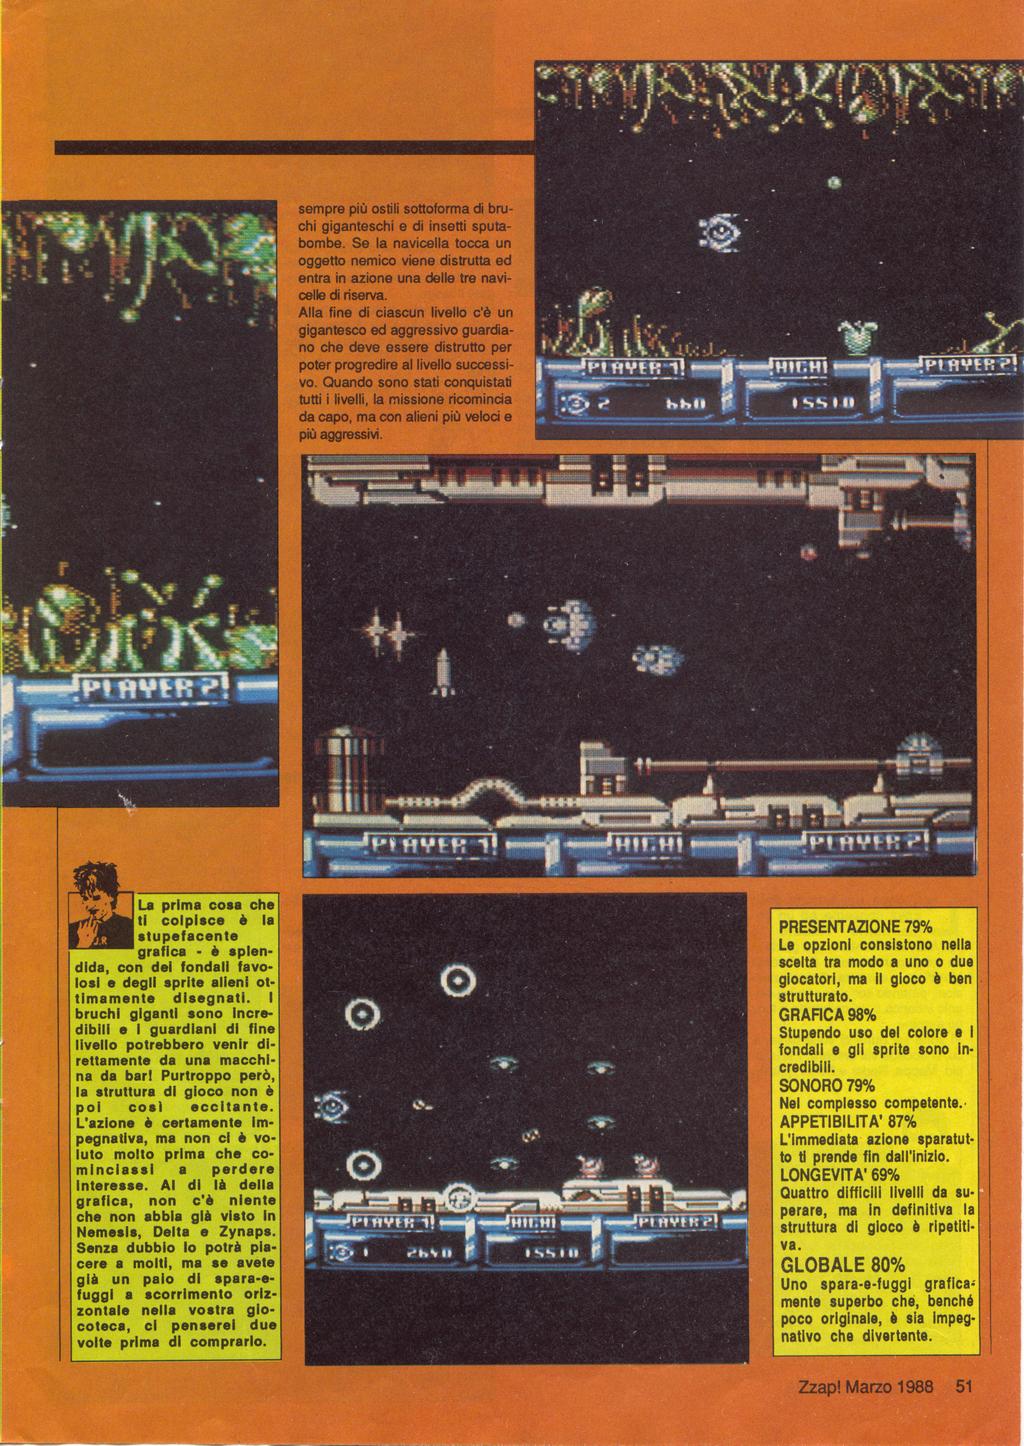 sempre più ostili sottoforma di bru-
chi giganteschi e di insetti sputa-
bombe. Se la navicella tocca un
oggetto nemico viene distrutta ed
entra in azione una delle tre navi-
celle di riserva.
Alla fine di ciascun livello c'è un
gigantesco ed aggressivo guardia-
no che deve essere distrutto per
poter progredire al livello successi-
vo. Quando sono stati conquistati
tutti i livelli, la missione ricomincia
da capo, ma con alieni più veloci e
più aggressivi.
PLAYER 1 HIGH PLAYER 2
2 660 15510
PLAYER 2
PLAYER 1 HIGH PLAYER 2
J.R
La prima cosa che
ti colpisce è la
stupefacente
grafica - è splen-
dida, con dei fondali favo-
losi e degli sprite alieni ot-
timamente disegnati. I
bruchi giganti sono incre-
dibili e i guardiani di fine
livello potrebbero venir di-
rettamente da una macchi-
na da bar! Purtroppo però,
la struttura di gioco non è
poi così eccitante.
L'azione è certamente im-
pegnativa, ma non ci è vo-
luto molto prima che co-
minciassi a perdere
interesse. Al di là della
grafica, non c'è niente
che non abbia già visto in
Nemesis, Delta e Zynaps.
Senza dubbio lo potrà pia-
cere a molti, ma se avete
già un paio di spara-e-
fuggi a scorrimento oriz-
zontale nella vostra gio-
coteca, ci penserei due
volte prima di comprarlo.
PLAYER 1 HIGH PLAYER 2
1 2640 15510
PRESENTAZIONE 79%
Le opzioni consistono nella
scelta tra modo a uno o due
giocatori, ma il gioco è ben
strutturato.
GRAFICA 98%
Stupendo uso del colore e i
fondali e gli sprite sono in-
credibili.
SONORO 79%
Nel complesso competente.
APPETIBILITA' 87%
L'immediata azione sparatut-
to ti prende fin dall'inizio.
LONGEVITA' 69%
Quattro difficili livelli da su-
perare, ma in definitiva la
struttura di gioco è ripetiti-
va.
GLOBALE 80%
Uno spara-e-fuggi grafica-
mente superbo che, benché
poco originale, è sia impeg-
nativo che divertente.
Zzap! Marzo 1988 51